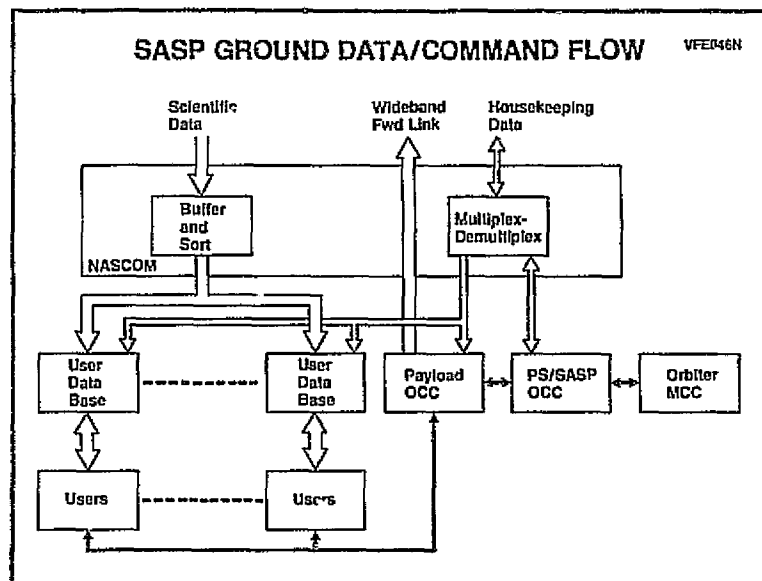 SASP GROUND DATA/COMMAND FLOW
VFE046N
Scientific
Data
Wideband
Fwd Link
Housekeeping
Data
Buffer
and
Sort
Multiplex-
Demultiplex
NASCOM
User
Data
Base
User
Data
Base
Payload
OCC
PS/SASP
OCC
Orbiter
MCC
Users
Users